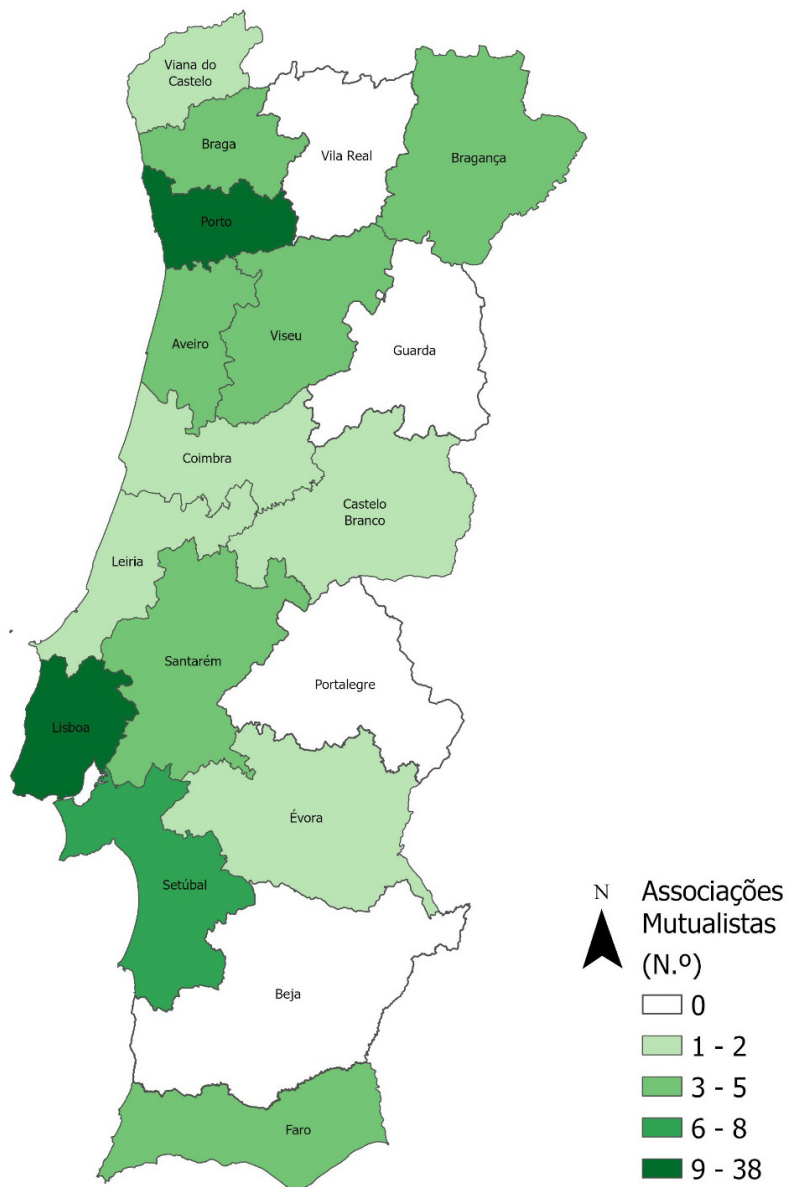 Viana do
Castelo
Braga
Vila Real
Bragança
Porto
Aveiro
Viseu
Guarda
Coimbra
Castelo
Branco
Leiria
Santarém
Portalegre
Lisboa
Évora
Setúbal
Beja
Faro
N
Associações
Mutualistas
(N.º)
0
1 - 2
3 - 5
6 - 8
9 - 38